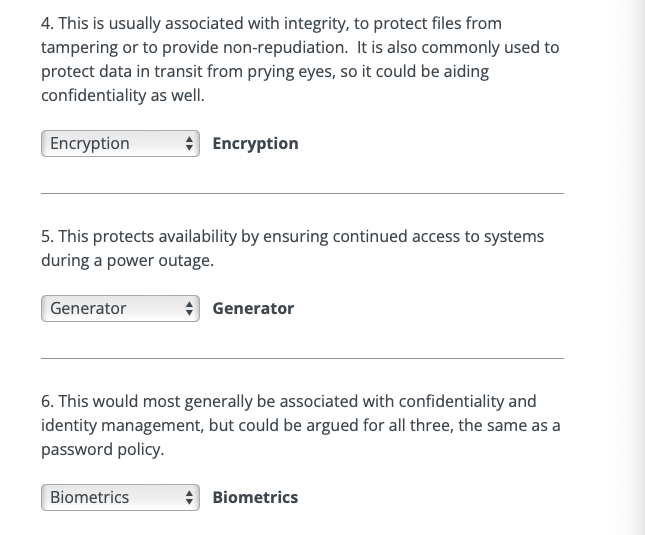 4. This is usually associated with integrity, to protect files from
tampering or to provide non-repudiation.  It is also commonly used to
protect data in transit from prying eyes, so it could be aiding
confidentiality as well.
Encryption Encryption
5. This protects availability by ensuring continued access to systems
during a power outage.
Generator Generator
6. This would most generally be associated with confidentiality and
identity management, but could be argued for all three, the same as a
password policy.
Biometrics Biometrics